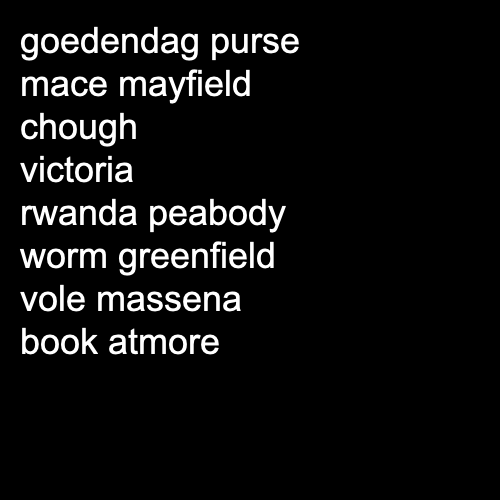 goedendag purse
mace mayfield
chough
victoria
rwanda peabody
worm greenfield
vole massena
book atmore